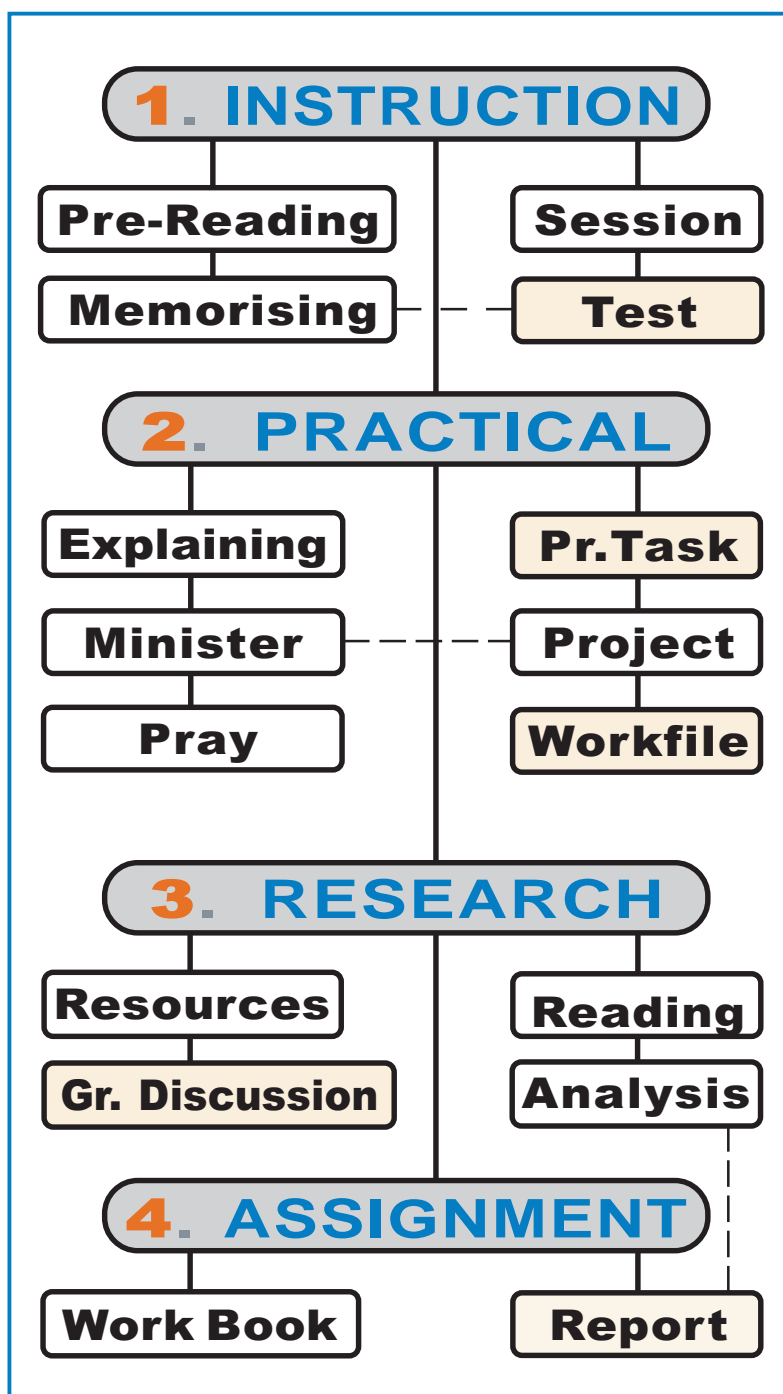 1. INSTRUCTION
Pre-Reading
Session
Memorising
Test
2. PRACTICAL
Explaining
Pr.Task
Minister
Project
Pray
Workfile
3. RESEARCH
Resources
Reading
Gr. Discussion
Analysis
4. ASSIGNMENT
Work Book
Report